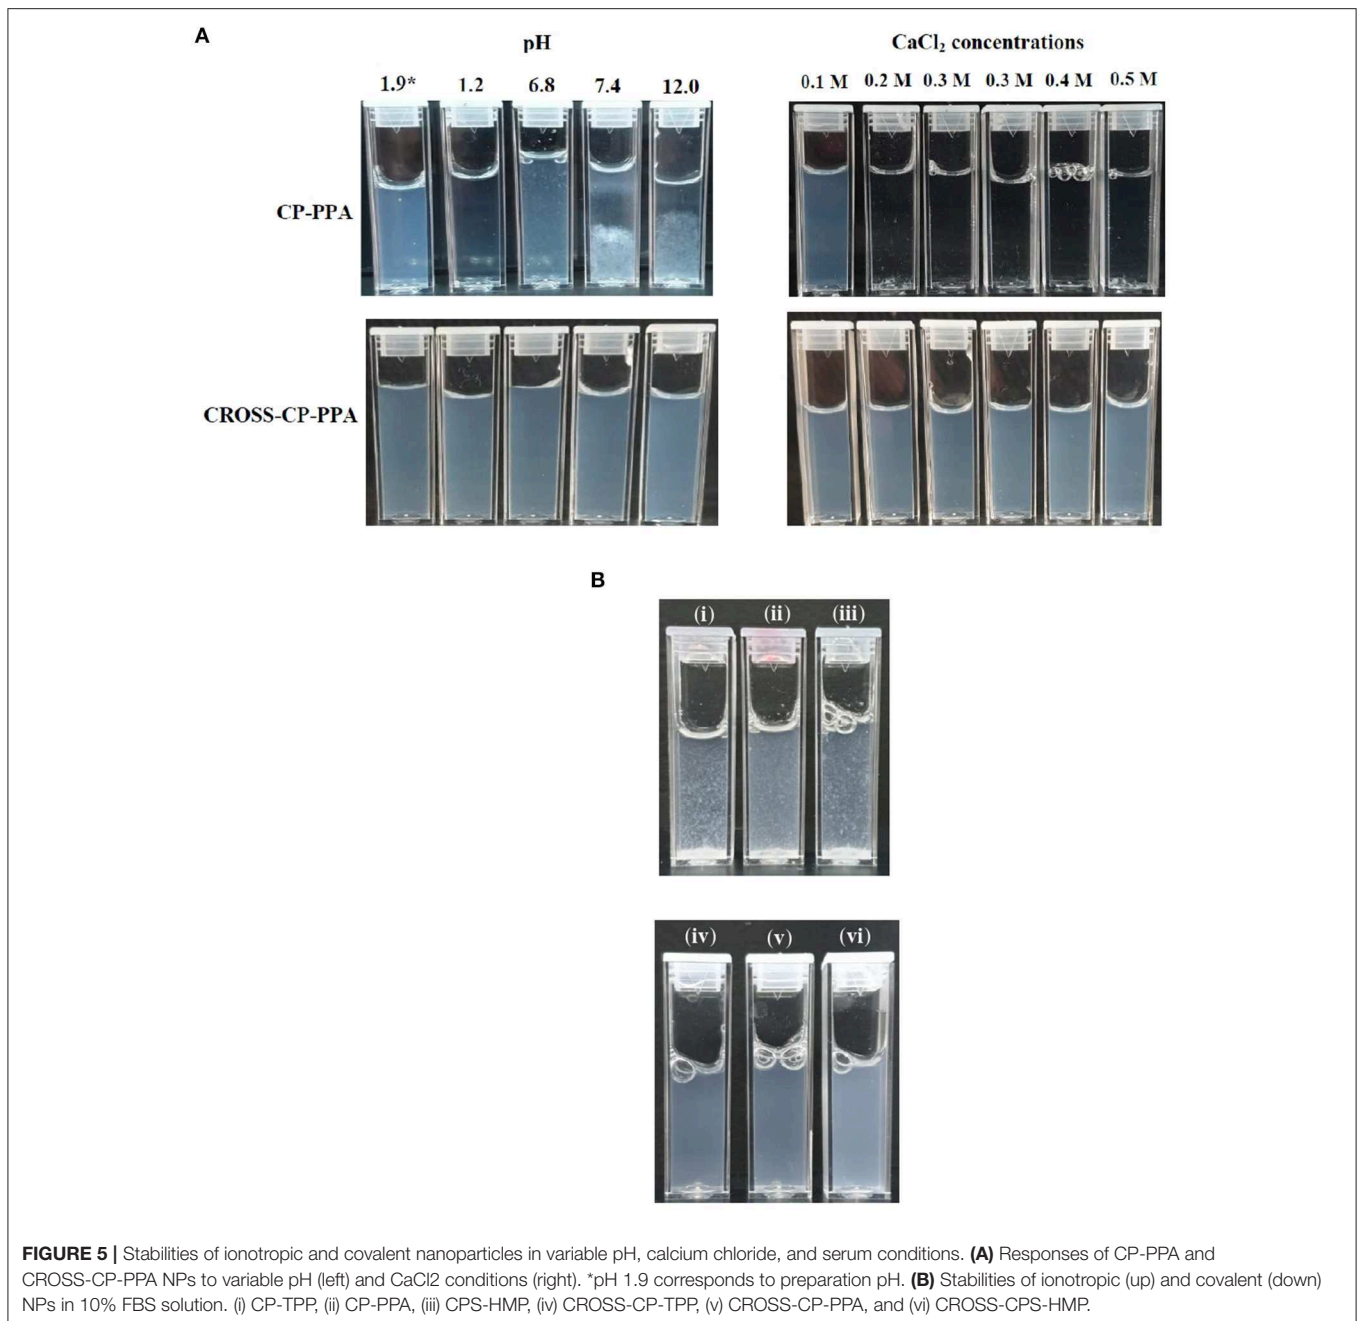 A
pH
CaCl₂ concentrations
1.9* 1.2 6.8 7.4 12.0
0.1 M 0.2 M 0.3 M 0.3 M 0.4 M 0.5 M
CP-PPA
CROSS-CP-PPA
B
(i) (ii) (iii)
(iv) (v) (vi)
FIGURE 5 | Stabilities of ionotropic and covalent nanoparticles in variable pH, calcium chloride, and serum conditions. (A) Responses of CP-PPA and
CROSS-CP-PPA NPs to variable pH (left) and CaCl2 conditions (right). *pH 1.9 corresponds to preparation pH. (B) Stabilities of ionotropic (up) and covalent (down)
NPs in 10% FBS solution. (i) CP-TPP, (ii) CP-PPA, (iii) CPS-HMP, (iv) CROSS-CP-TPP, (v) CROSS-CP-PPA, and (vi) CROSS-CPS-HMP.